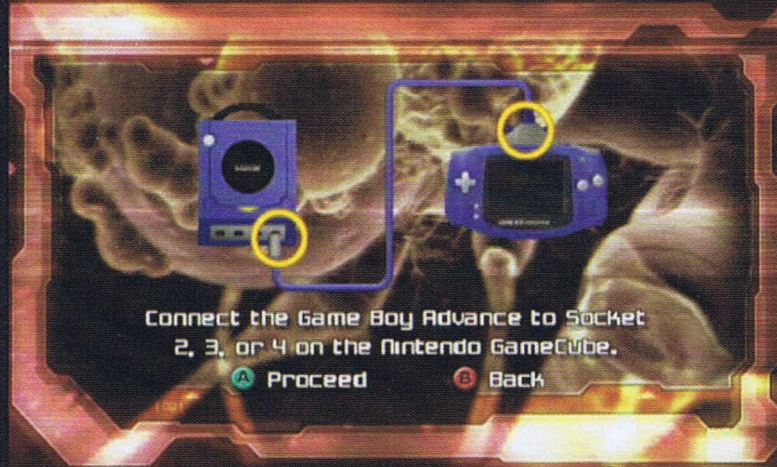 Connect the Game Boy Advance to Socket
2, 3, or 4 on the Nintendo GameCube.
A Proceed B Back